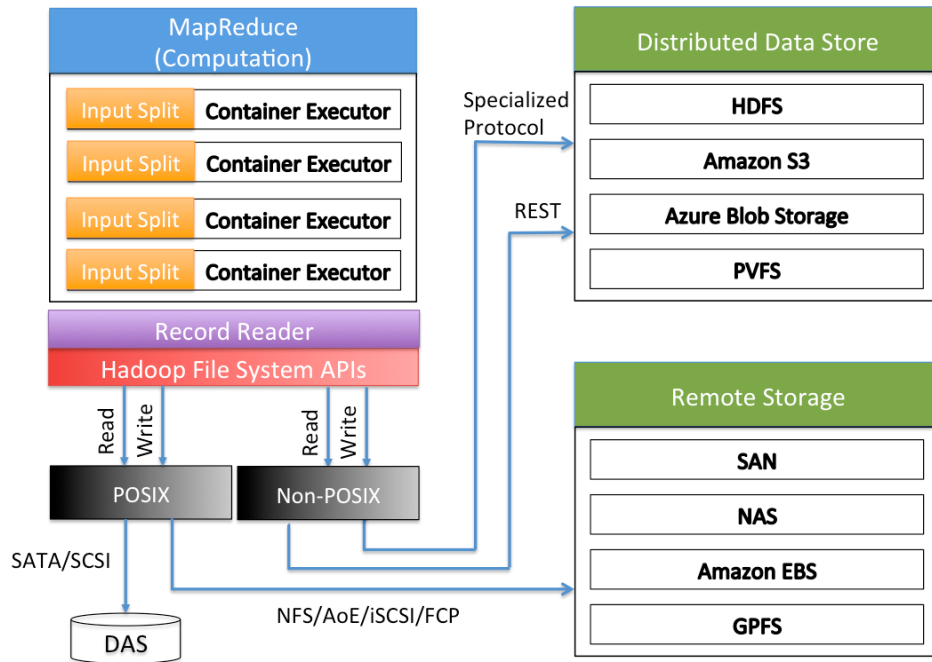 MapReduce
(Computation)
Input Split Container Executor
Input Split Container Executor
Input Split Container Executor
Input Split Container Executor
Record Reader
Hadoop File System APIs
Read Write Read Write
POSIX Non-POSIX
SATA/SCSI
DAS
NFS/AoE/iSCSI/FCP
Specialized
Protocol
REST
Distributed Data Store
HDFS
Amazon S3
Azure Blob Storage
PVFS
Remote Storage
SAN
NAS
Amazon EBS
GPFS